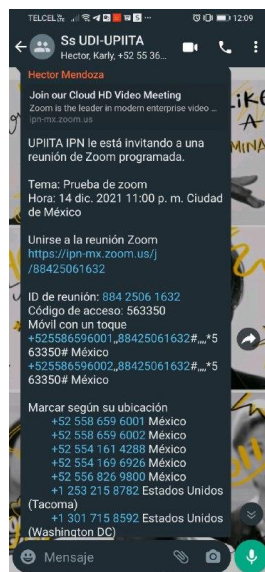 TELCEL 12:09
Ss UDI-UPIITA
Hector, Karly, +52 55 36...
Hector Mendoza
Join our Cloud HD Video Meeting
Zoom is the leader in modern enterprise video ...
ipn-mx.zoom.us
UPIITA IPN le está invitando a una
reunión de Zoom programada.
Tema: Prueba de zoom
Hora: 14 dic. 2021 11:00 p. m. Ciudad
de México
Unirse a la reunión Zoom
https://ipn-mx.zoom.us/j
/88425061632
ID de reunión: 884 2506 1632
Código de acceso: 563350
Móvil con un toque
+525586596001,,88425061632#,,,,*5
63350# México
+525586596002,,88425061632#,,,,*5
63350# México
Marcar según su ubicación
+52 558 659 6001 México
+52 558 659 6002 México
+52 554 161 4288 México
+52 554 169 6926 México
+52 556 826 9800 México
+1 253 215 8782 Estados Unidos
(Tacoma)
+1 301 715 8592 Estados Unidos
(Washington DC)
LIKE
A
Mensaje